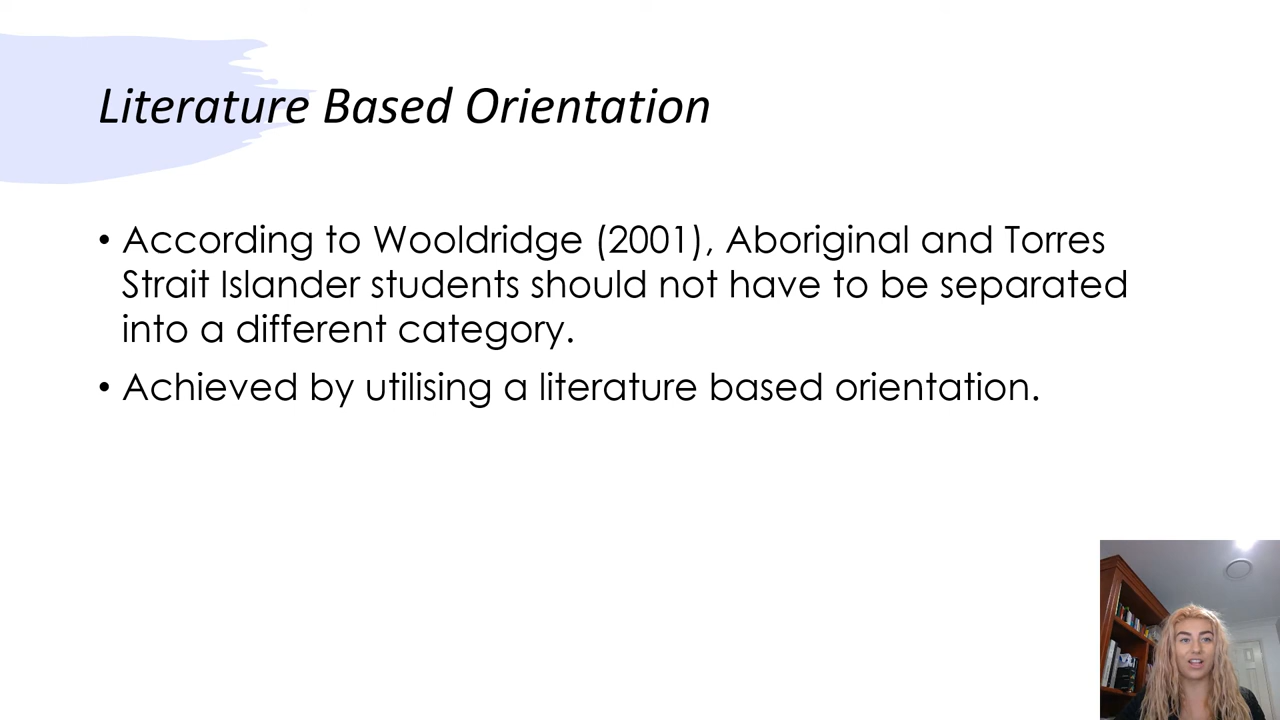 Literature Based Orientation
• According to Wooldridge (2001), Aboriginal and Torres
Strait Islander students should not have to be separated
into a different category.
• Achieved by utilising a literature based orientation.